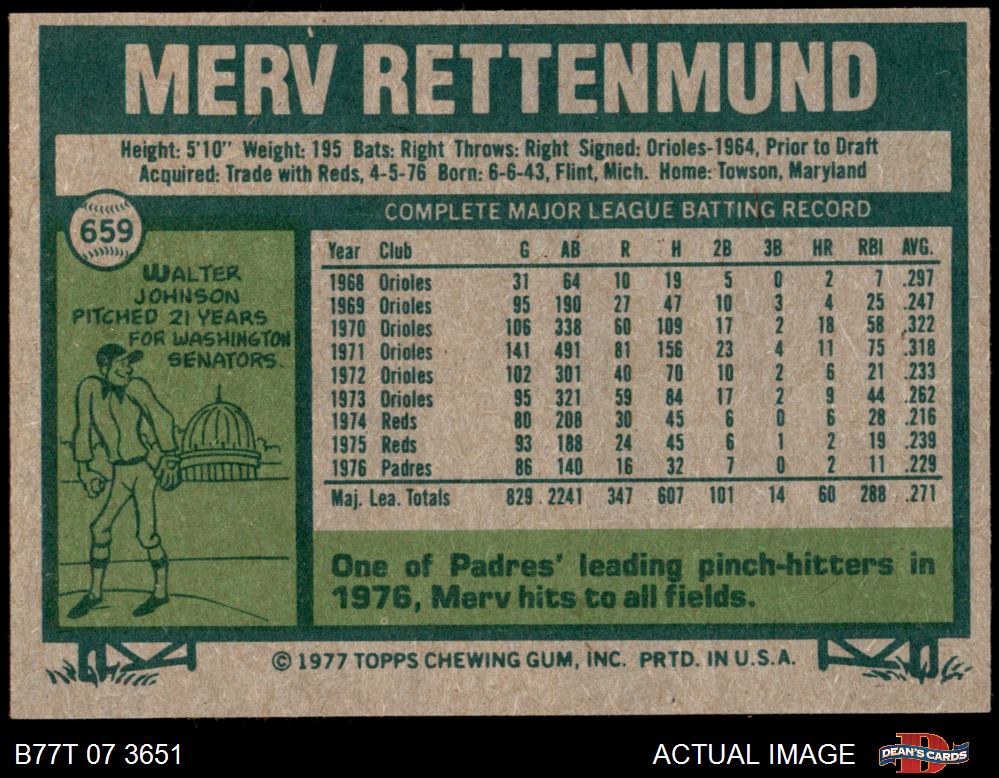 MERV RETTENMUND
Height: 5'10" Weight: 195 Bats: Right Throws: Right Signed: Orioles-1964, Prior to Draft
Acquired: Trade with Reds, 4-5-76 Born: 6-6-43, Flint, Mich. Home: Towson, Maryland
659
WALTER
JOHNSON
PITCHED 21 YEARS
FOR WASHINGTON
SENATORS.
COMPLETE MAJOR LEAGUE BATTING RECORD
Year Club G AB R H 2B 3B HR RBI AVG.
1968 Orioles 31 64 10 19 5 0 2 7 .297
1969 Orioles 95 190 27 47 10 3 4 25 .247
1970 Orioles 106 338 60 109 17 2 18 58 .322
1971 Orioles 141 491 81 156 23 4 11 75 .318
1972 Orioles 102 301 40 70 10 2 6 21 .233
1973 Orioles 95 321 59 84 17 2 9 44 .262
1974 Reds 80 208 30 45 6 0 6 28 .216
1975 Reds 93 188 24 45 6 1 2 19 .239
1976 Padres 86 140 16 32 7 0 2 11 .229
Maj. Lea. Totals 829 2241 347 607 101 14 60 288 .271
One of Padres' leading pinch-hitters in
1976, Merv hits to all fields.
© 1977 TOPPS CHEWING GUM, INC. PRTD. IN U.S.A.
B77T 07 3651
ACTUAL IMAGE
D
DEAN'S CARDS